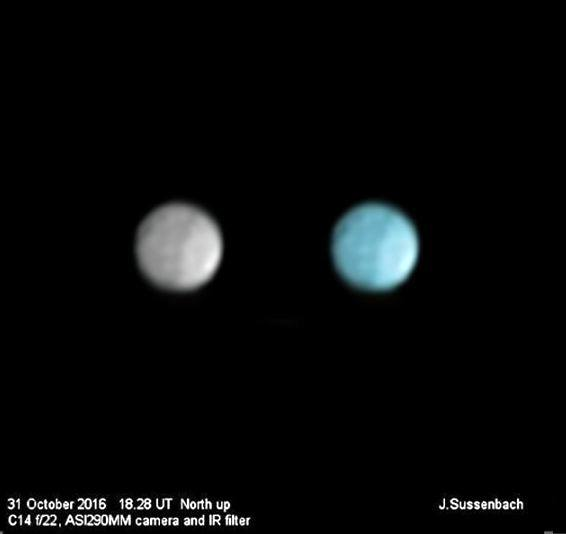 31 October 2016 18.28 UT North up
C14 f/22, ASI290MM camera and IR filter
J.Sussenbach